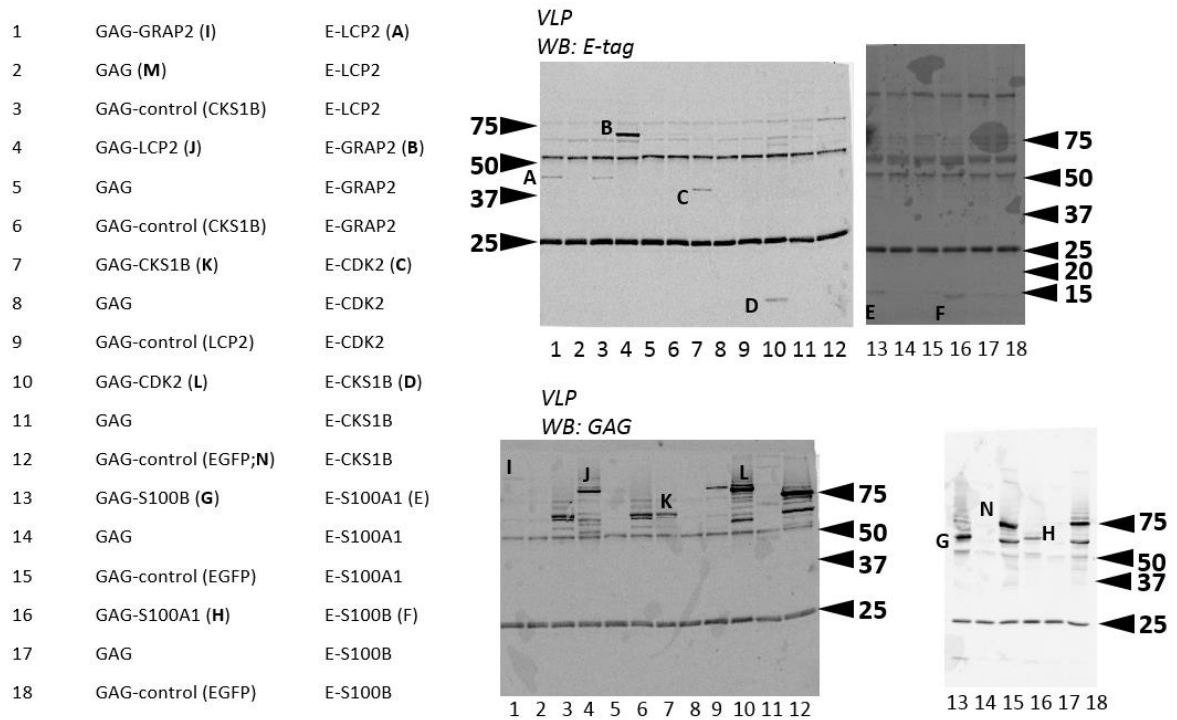 1 GAG-GRAP2 (I) E-LCP2 (A)
2 GAG (M) E-LCP2
3 GAG-control (CKS1B) E-LCP2
4 GAG-LCP2 (J) E-GRAP2 (B)
5 GAG E-GRAP2
6 GAG-control (CKS1B) E-GRAP2
7 GAG-CKS1B (K) E-CDK2 (C)
8 GAG E-CDK2
9 GAG-control (LCP2) E-CDK2
10 GAG-CDK2 (L) E-CKS1B (D)
11 GAG E-CKS1B
12 GAG-control (EGFP;N) E-CKS1B
13 GAG-S100B (G) E-S100A1 (E)
14 GAG E-S100A1
15 GAG-control (EGFP) E-S100A1
16 GAG-S100A1 (H) E-S100B (F)
17 GAG E-S100B
18 GAG-control (EGFP) E-S100B
VLP
WB: E-tag
75
50
37
25
A
B
C
D
1 2 3 4 5 6 7 8 9 10 11 12
75
50
37
25
20
15
E
F
13 14 15 16 17 18
VLP
WB: GAG
I
J
K
L
75
50
37
25
1 2 3 4 5 6 7 8 9 10 11 12
N
G
H
75
50
37
25
13 14 15 16 17 18